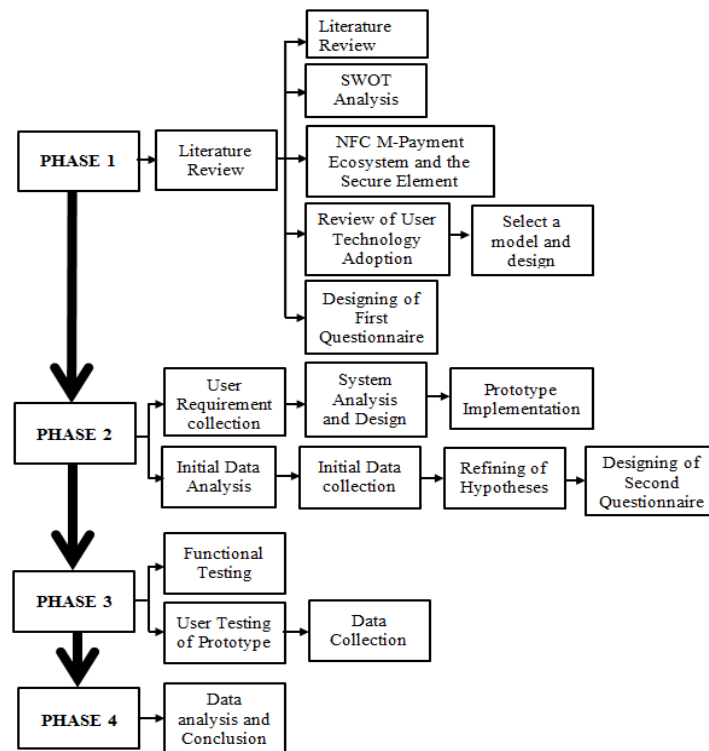 Literature
Review
SWOT
Analysis
PHASE 1
Literature
Review
NFC M-Payment
Ecosystem and the
Secure Element
Review of User
Technology
Adoption
Select a
model and
design
Designing of
First
Questionnaire
PHASE 2
User
Requirement
collection
System
Analysis
and Design
Prototype
Implementation
Initial Data
Analysis
Initial Data
collection
Refining of
Hypotheses
Designing of
Second
Questionnaire
PHASE 3
Functional
Testing
User Testing
of Prototype
Data
Collection
PHASE 4
Data
analysis and
Conclusion